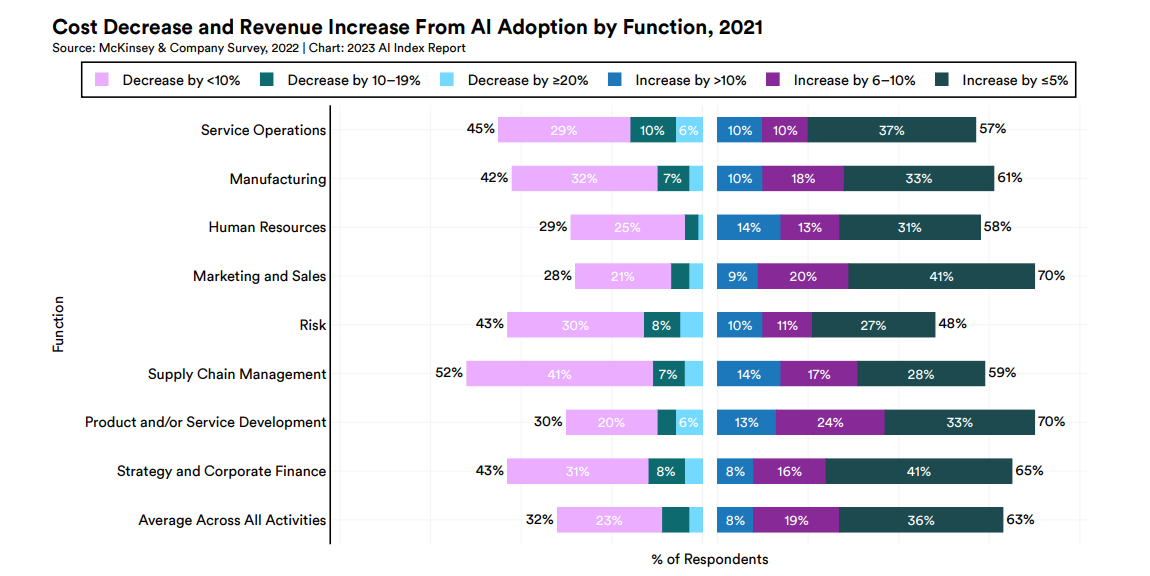 Cost Decrease and Revenue Increase From AI Adoption by Function, 2021
Source: McKinsey & Company Survey, 2022 | Chart: 2023 AI Index Report
Decrease by <10% Decrease by 10–19% Decrease by ≥20% Increase by >10% Increase by 6–10% Increase by ≤5%
Service Operations 45% 29% 10% 6% 10% 10% 37% 57%
Manufacturing 42% 32% 7% 10% 18% 33% 61%
Human Resources 29% 25% 14% 13% 31% 58%
Marketing and Sales 28% 21% 9% 20% 41% 70%
Function
Risk 43% 30% 8% 10% 11% 27% 48%
Supply Chain Management 52% 41% 7% 14% 17% 28% 59%
Product and/or Service Development 30% 20% 6% 13% 24% 33% 70%
Strategy and Corporate Finance 43% 31% 8% 8% 16% 41% 65%
Average Across All Activities 32% 23% 8% 19% 36% 63%
% of Respondents